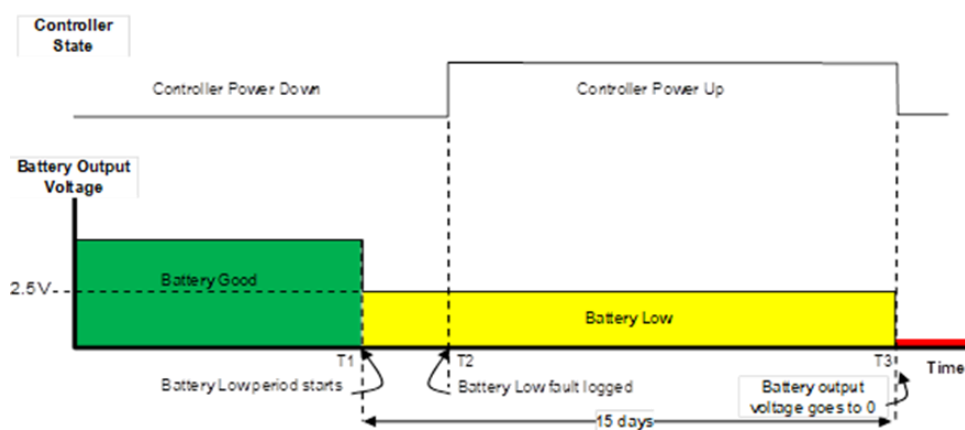 Controller
State
Controller Power Down
Controller Power Up
Battery Output
Voltage
Battery Good
2.5V
Battery Low
T1
T2
T3
Time
Battery Low period starts
Battery Low fault logged
Battery output
voltage goes to 0
15 days